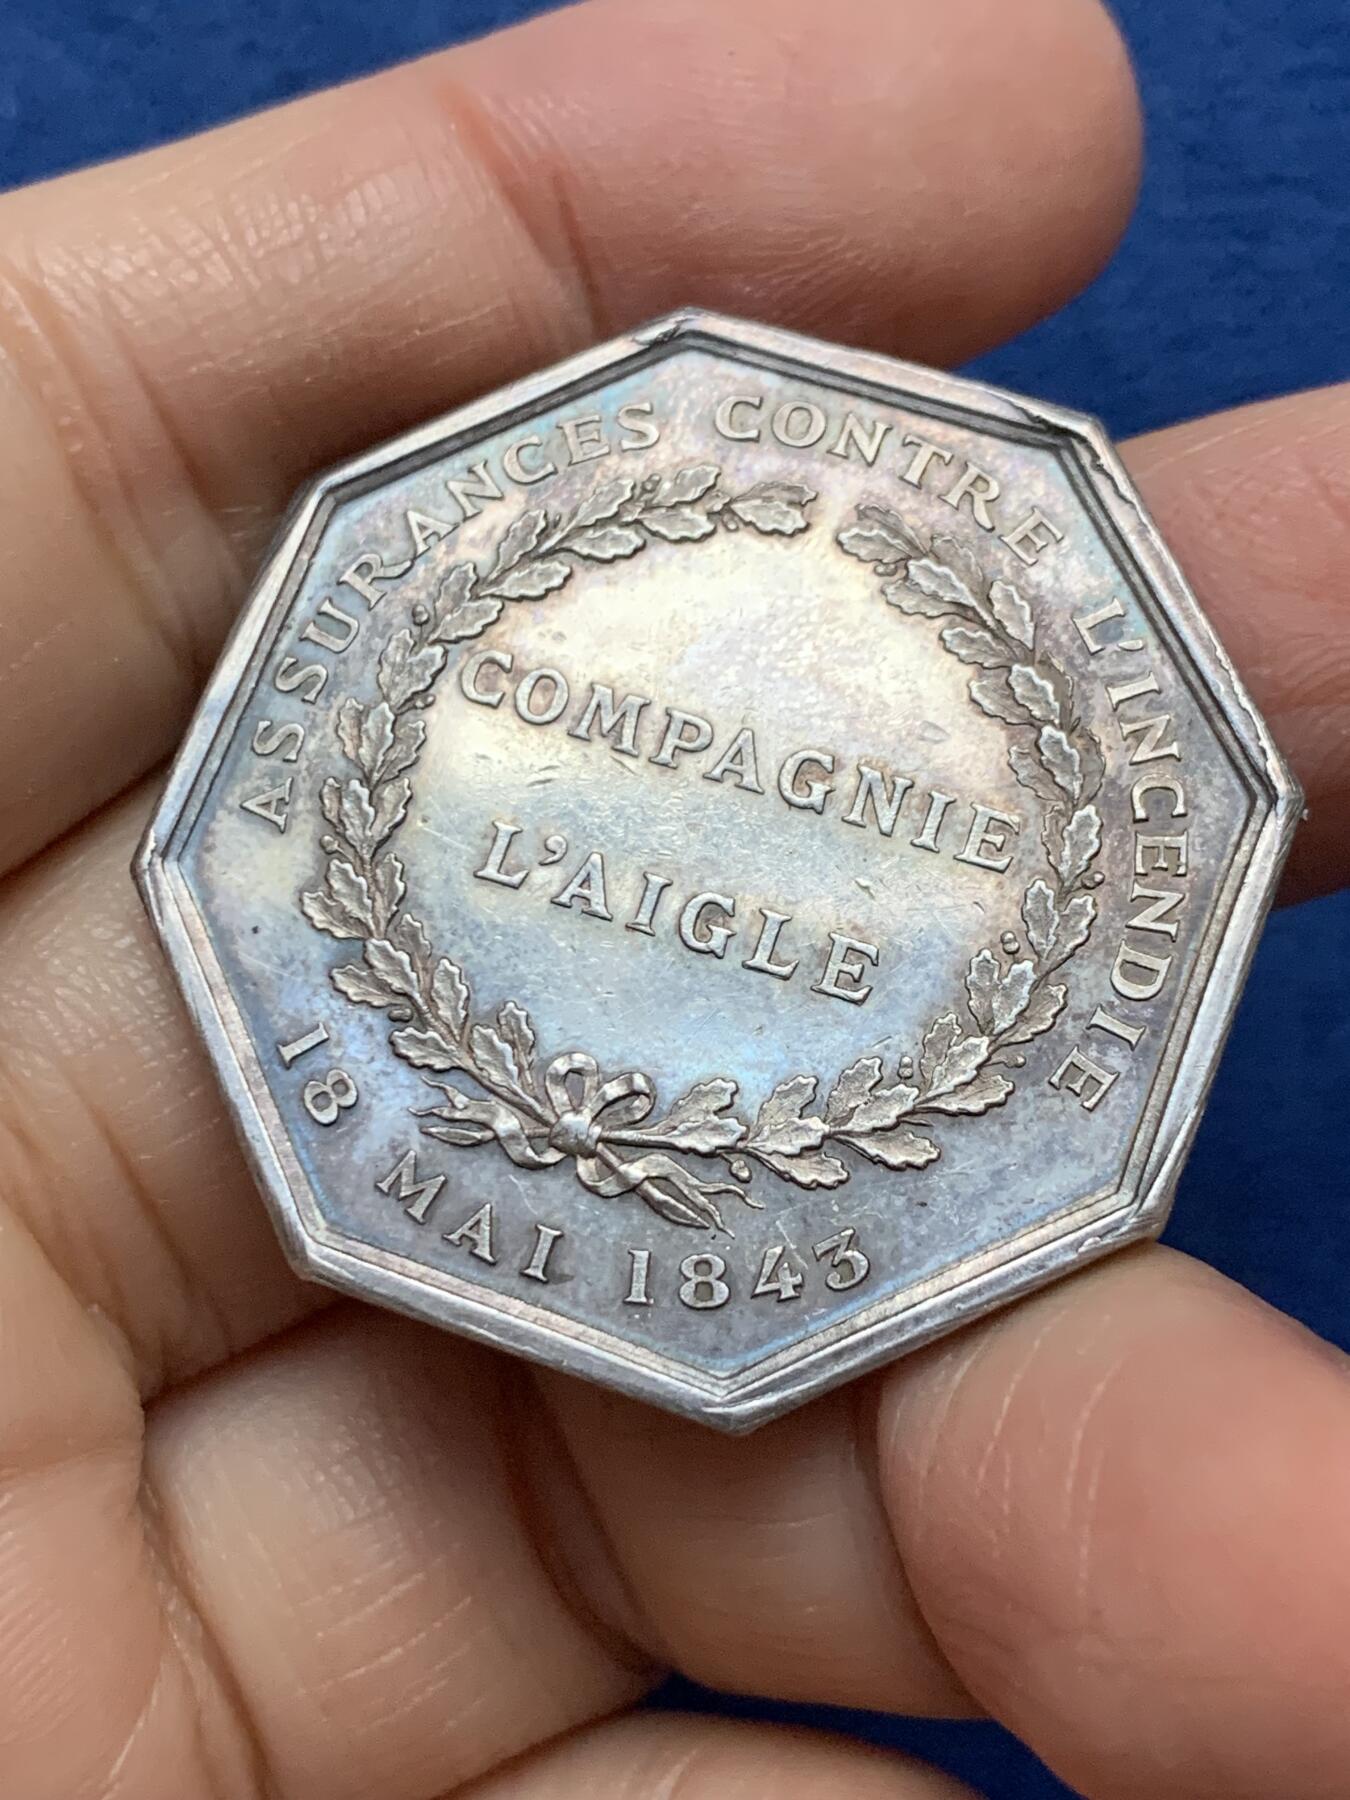 ASSURANCES CONTRE L'INCENDIE
COMPAGNIE
L'AIGLE
18 MAI 1843